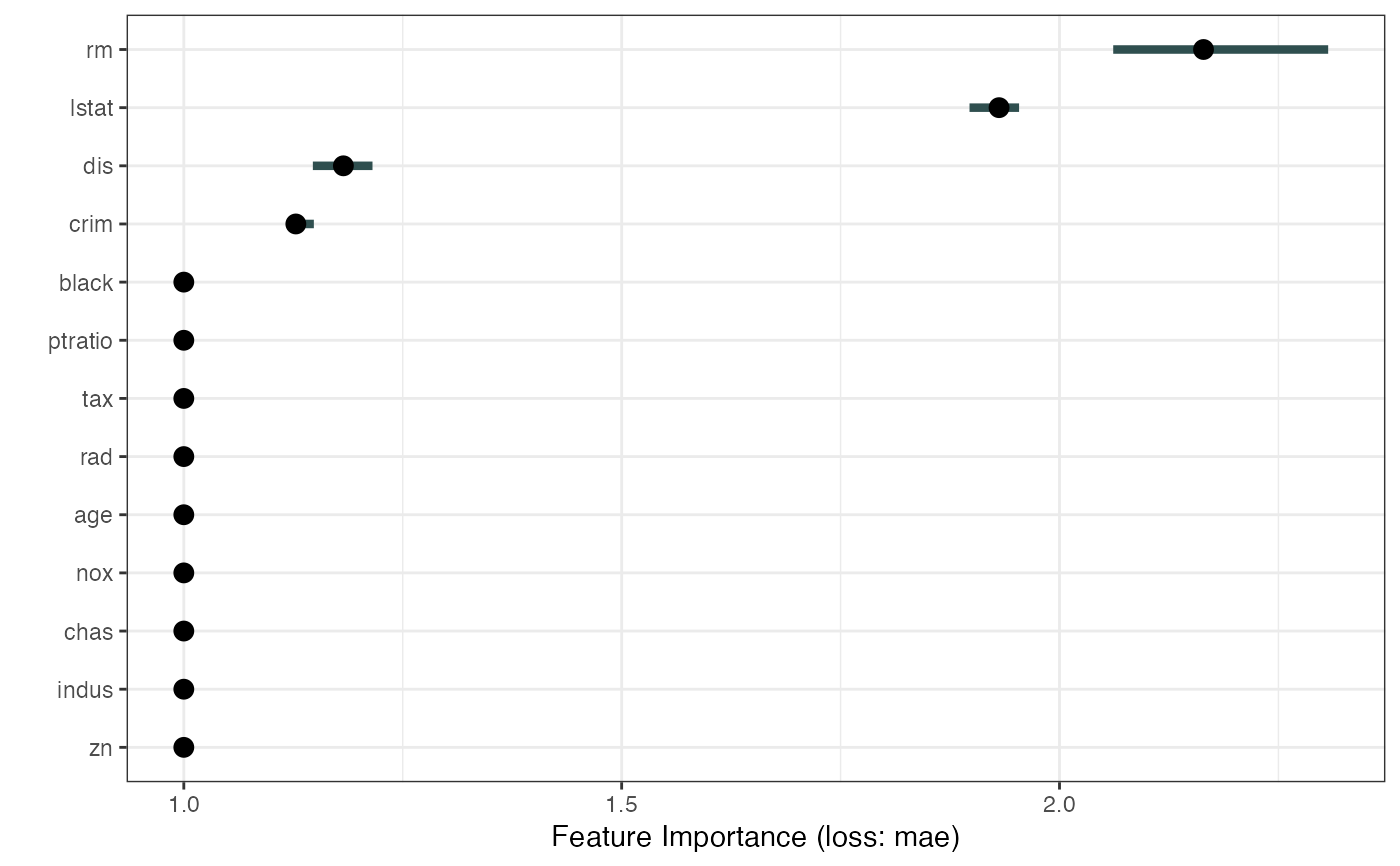 rm
lstat
dis
crim
black
ptratio
tax
rad
age
nox
chas
indus
zn
1.0 1.5 2.0
Feature Importance (loss: mae)